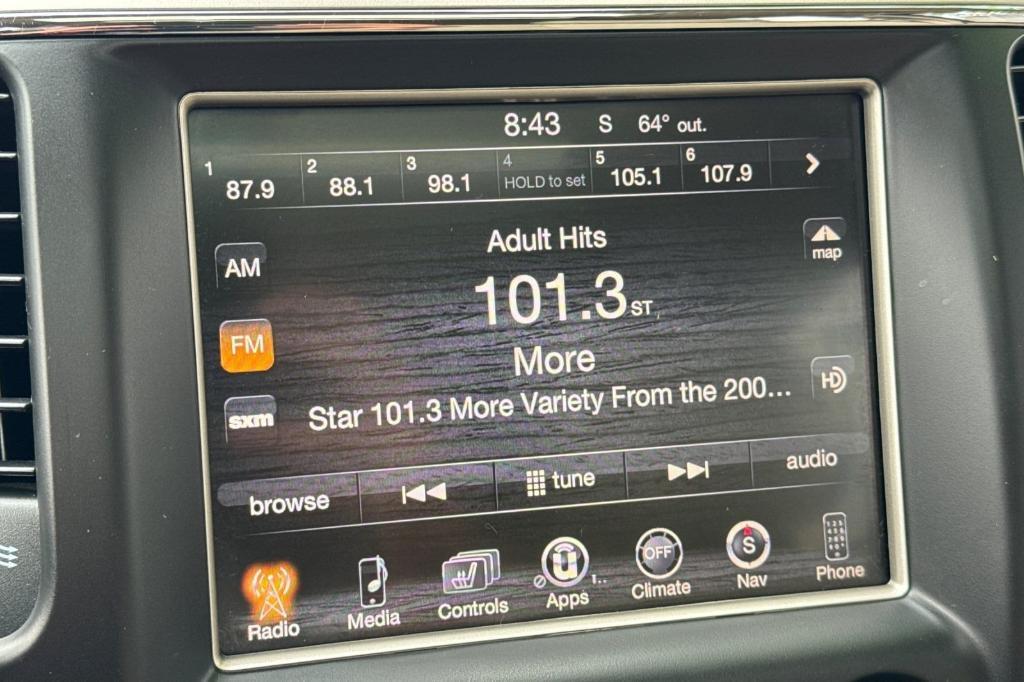 8:43 S 64° out.
1 87.9 2 88.1 3 98.1 4 HOLD to set 5 105.1 6 107.9
Adult Hits
map
AM
101.3 ST
FM
More
HD
sxm
Star 101.3 More Variety From the 200...
browse tune audio
OFF S
1..
Radio Media Controls Apps Climate Nav Phone